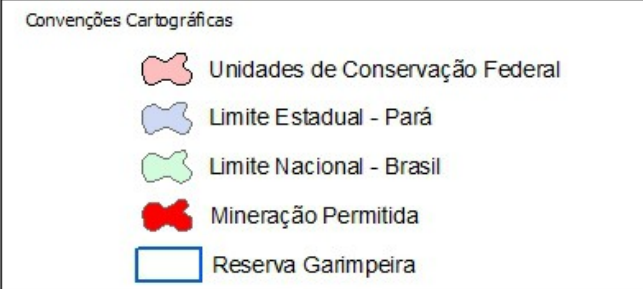 Convenções Cartográficas
Unidades de Conservação Federal
Limite Estadual - Pará
Limite Nacional - Brasil
Mineração Permitida
Reserva Garimpeira